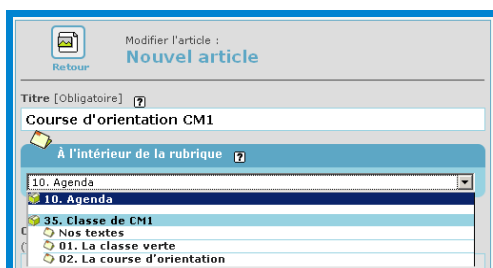 Modifier l'article :
Nouvel article
Retour
Titre [Obligatoire] ?
Course d'orientation CM1
À l'intérieur de la rubrique ?
10. Agenda
10. Agenda
35. Classe de CM1
Nos textes
01. La classe verte
02. La course d'orientation